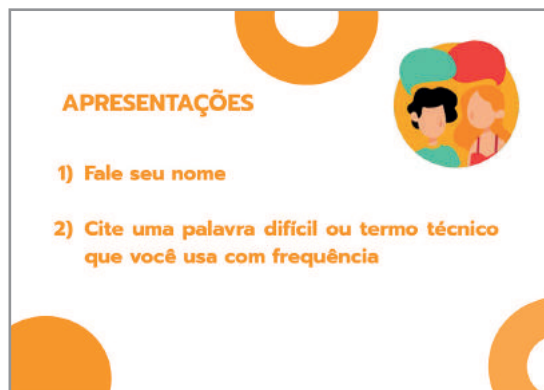 APRESENTAÇÕES
1) Fale seu nome
2) Cite uma palavra difícil ou termo técnico
que você usa com frequência